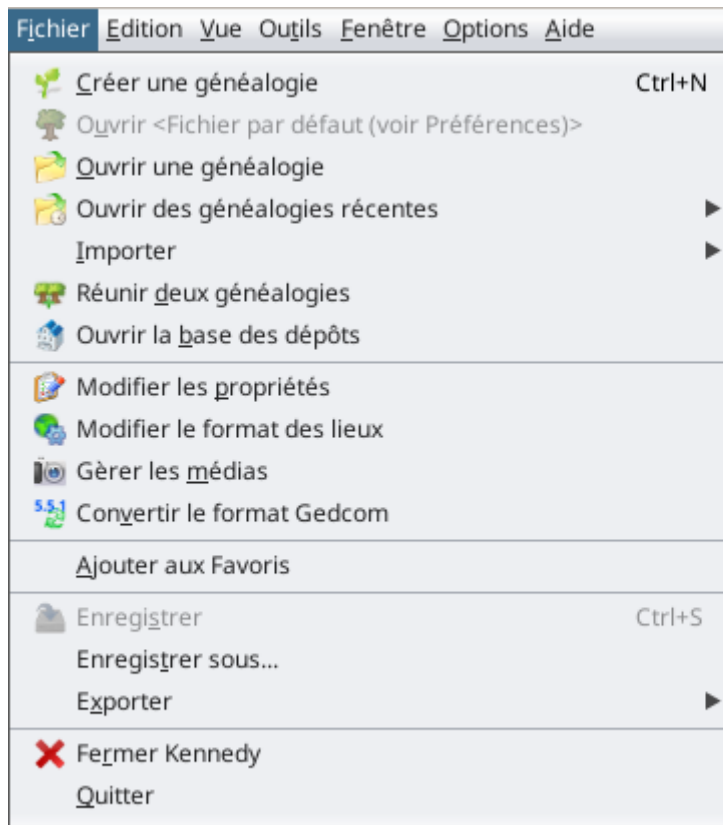 Fichier Edition Vue Outils Fenêtre Options Aide
Créer une généalogie Ctrl+N
Ouvrir <Fichier par défaut (voir Préférences)>
Ouvrir une généalogie
Ouvrir des généalogies récentes
Importer
Réunir deux généalogies
Ouvrir la base des dépôts
Modifier les propriétés
Modifier le format des lieux
Gèrer les médias
5.5.1 Convertir le format Gedcom
Ajouter aux Favoris
Enregistrer Ctrl+S
Enregistrer sous...
Exporter
Fermer Kennedy
Quitter